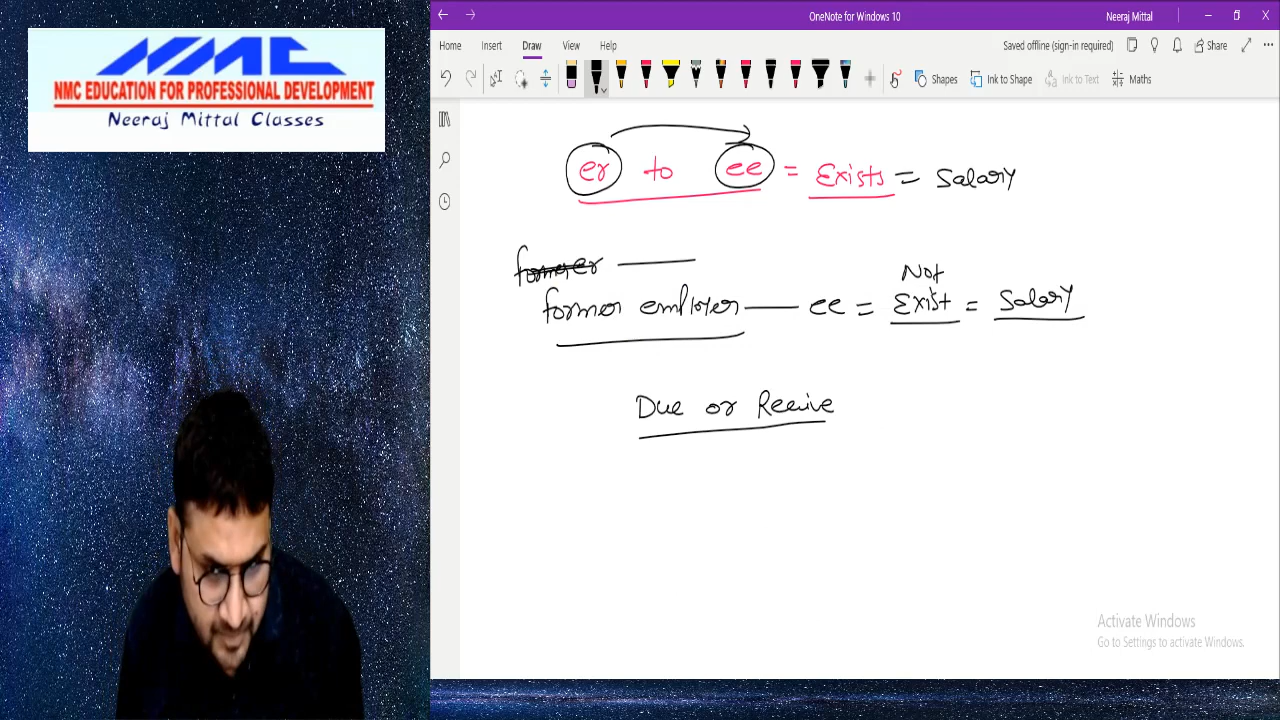 NMC
NMC EDUCATION FOR PROFESSIONAL DEVELOPMENT
Neeraj Mittal Classes
OneNote for Windows 10
Neeraj Mittal
Home Insert Draw View Help
Saved offline (sign-in required)
Share
Shapes
Ink to Shape
Ink to Text
Maths
er to ee = Exists = Salary
former
Not
former employer — ee = Exist = Salary
Due or Receive
Activate Windows
Go to Settings to activate Windows.